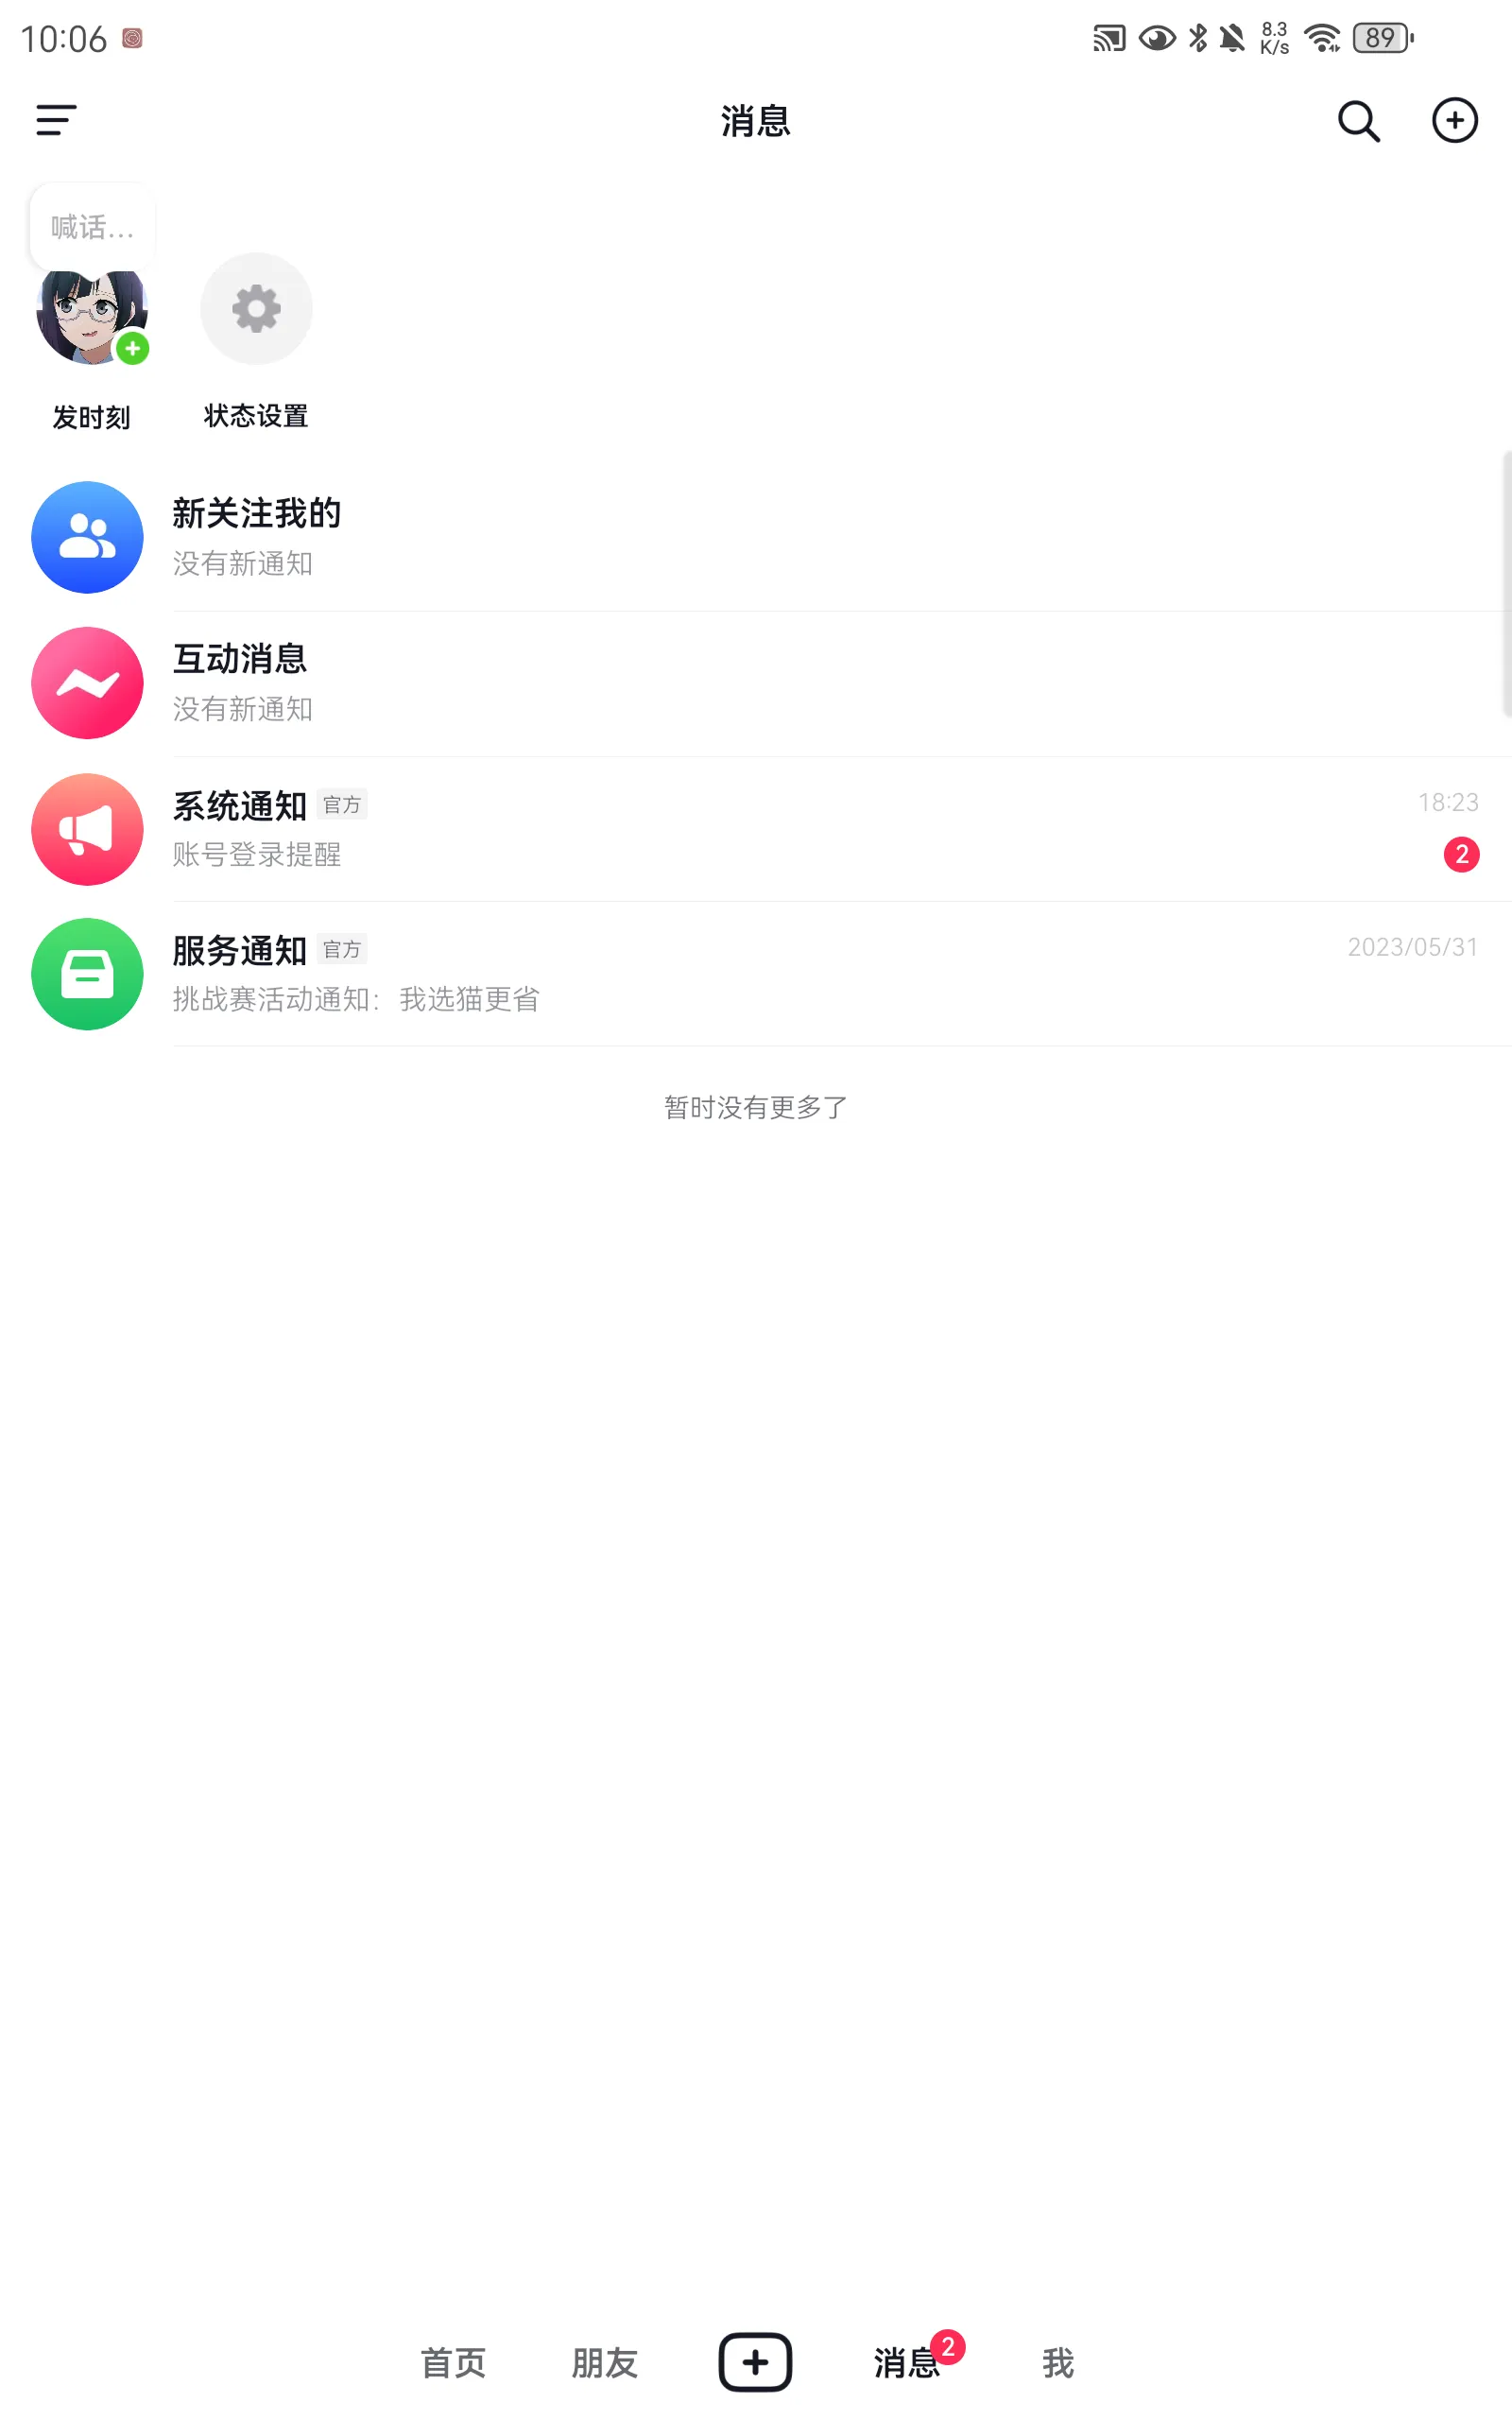 10:06
8.3 K/s
89
消息
喊话...
发时刻
状态设置
新关注我的
没有新通知
互动消息
没有新通知
系统通知 官方 18:23
账号登录提醒 2
服务通知 官方 2023/05/31
挑战赛活动通知：我选猫更省
暂时没有更多了
首页 朋友 消息 2 我